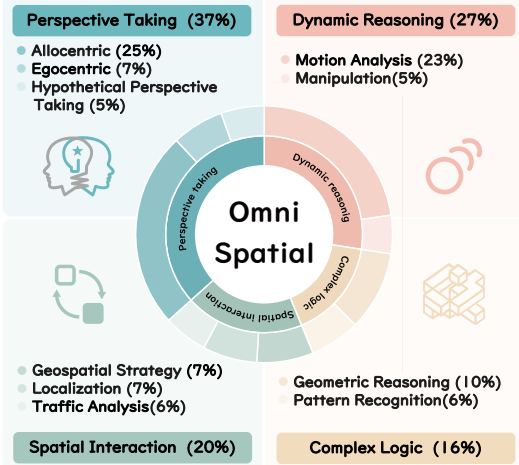 Perspective Taking (37%)
Allocentric (25%)
Egocentric (7%)
Hypothetical Perspective
Taking (5%)
Dynamic Reasoning (27%)
Motion Analysis (23%)
Manipulation(5%)
Perspective taking
Dynamic reasonig
Omni
Spatial
Complex logic
Spatial interaction
Geospatial Strategy (7%)
Localization (7%)
Traffic Analysis(6%)
Spatial Interaction (20%)
Geometric Reasoning (10%)
Pattern Recognition(6%)
Complex Logic (16%)